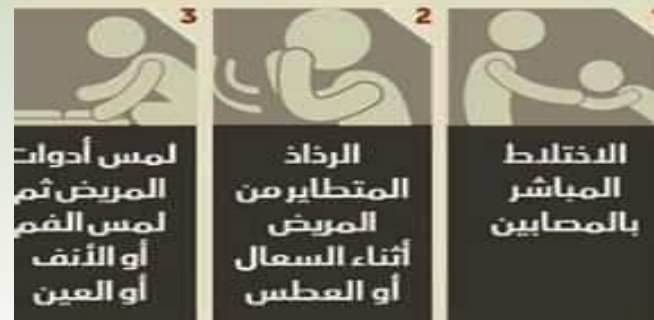 الاختلاط
المباشر
بالمصابين
2
الرذاذ
المتطاير من
المريض
أثناء السعال
أو العطس
3
لمس أدوات
المريض ثم
لمس الفم
أو الأنف
أو العين